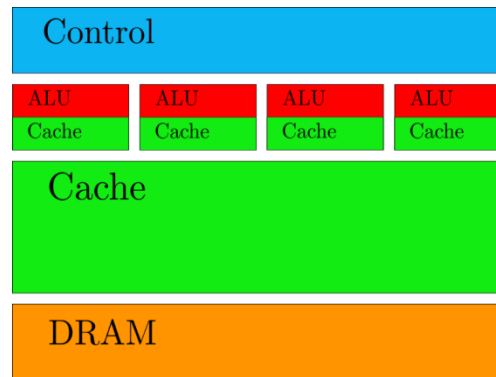 Control
ALU ALU ALU ALU
Cache Cache Cache Cache
Cache
DRAM